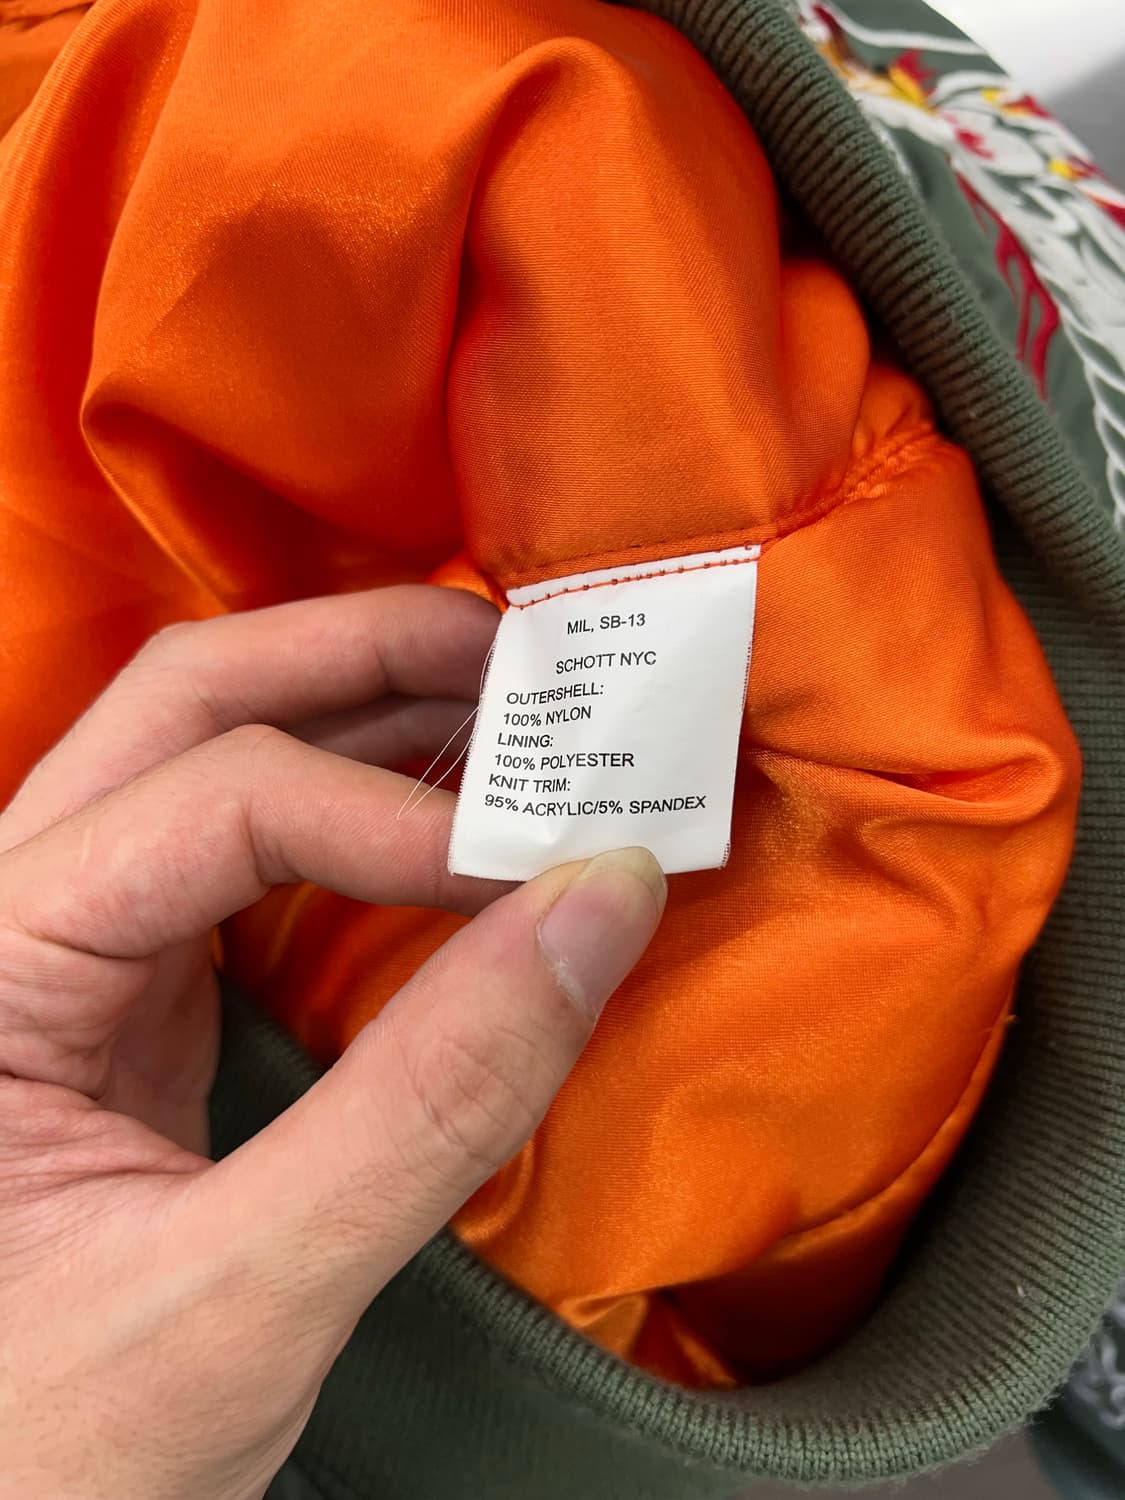 MIL, SB-13
SCHOTT NYC
OUTERSHELL:
100% NYLON
LINING:
100% POLYESTER
KNIT TRIM:
95% ACRYLIC/5% SPANDEX